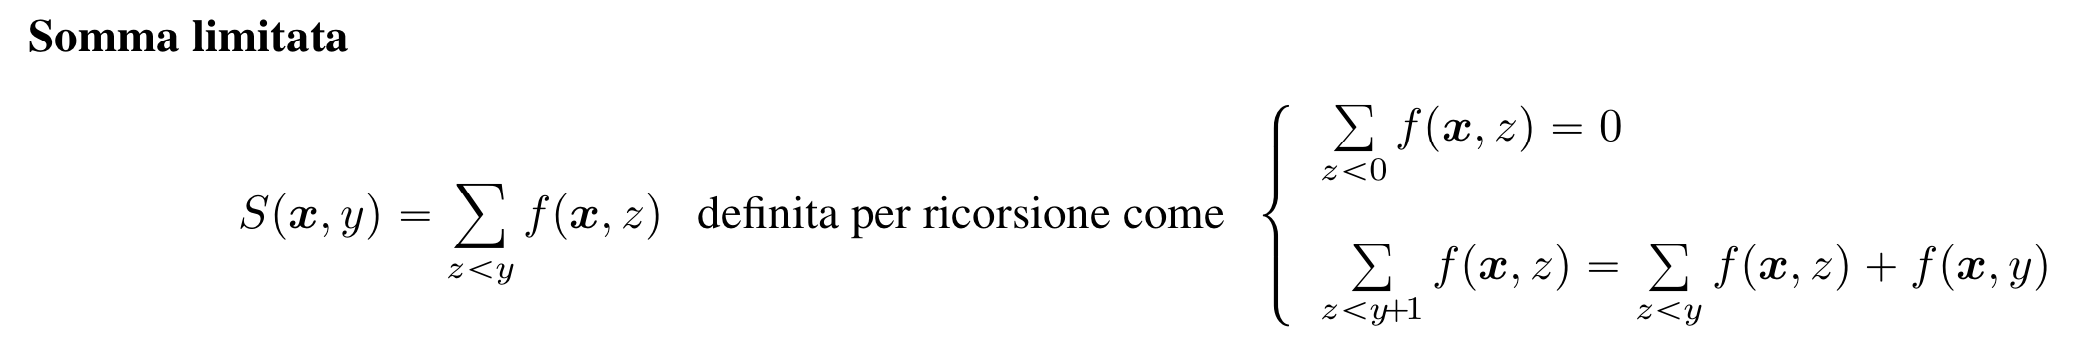 Somma limitata
∑_{z<0} f(𝒙, z) = 0
S(𝒙, y) = ∑_{z<y} f(𝒙, z) definita per ricorsione come
∑_{z<y+1} f(𝒙, z) = ∑_{z<y} f(𝒙, z) + f(𝒙, y)